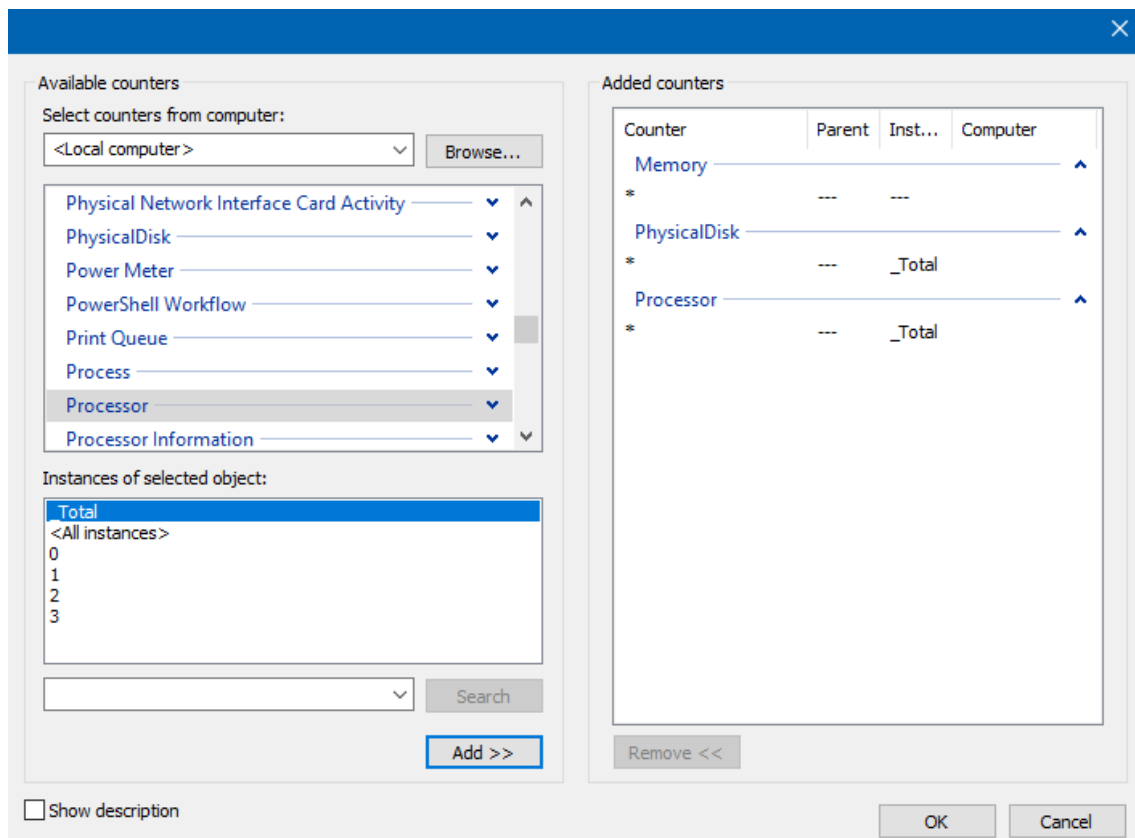 Available counters
Select counters from computer:
<Local computer>
Browse...
Physical Network Interface Card Activity
PhysicalDisk
Power Meter
PowerShell Workflow
Print Queue
Process
Processor
Processor Information
Instances of selected object:
_Total
<All instances>
0
1
2
3
Search
Add >>
Show description
Added counters
Counter Parent Inst... Computer
Memory
* --- ---
PhysicalDisk
* --- _Total
Processor
* --- _Total
Remove <<
OK Cancel